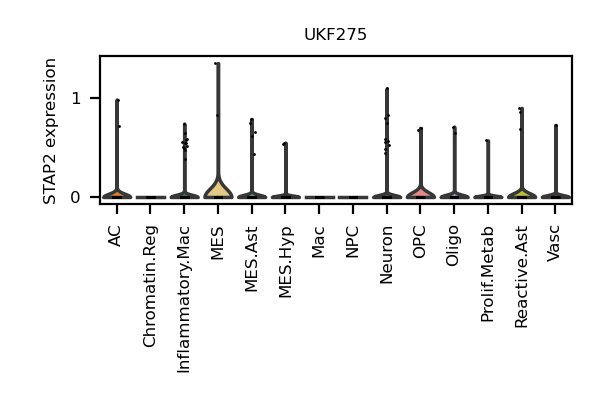 UKF275
STAP2 expression
1
0
AC
Chromatin.Reg
Inflammatory.Mac
MES
MES.Ast
MES.Hyp
Mac
NPC
Neuron
OPC
Oligo
Prolif.Metab
Reactive.Ast
Vasc